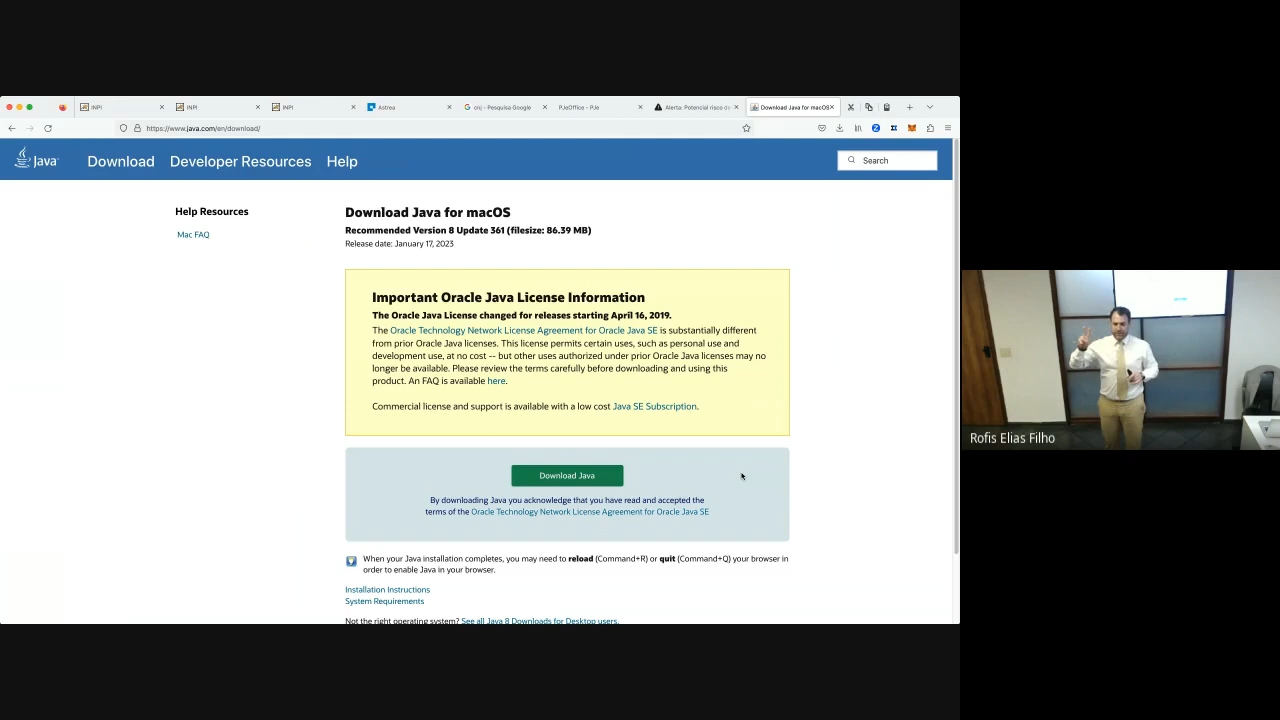 INPI
INPI
INPI
Astrea
cnj - Pesquisa Google
PJeOffice - PJe
Alerta: Potencial risco de
Download Java for macOS
https://www.java.com/en/download/
Java
Download
Developer Resources
Help
Search
Help Resources
Mac FAQ
Download Java for macOS
Recommended Version 8 Update 361 (filesize: 86.39 MB)
Release date: January 17, 2023
Important Oracle Java License Information
The Oracle Java License changed for releases starting April 16, 2019.
The Oracle Technology Network License Agreement for Oracle Java SE is substantially different
from prior Oracle Java licenses. This license permits certain uses, such as personal use and
development use, at no cost -- but other uses authorized under prior Oracle Java licenses may no
longer be available. Please review the terms carefully before downloading and using this
product. An FAQ is available here.
Commercial license and support is available with a low cost Java SE Subscription.
Download Java
By downloading Java you acknowledge that you have read and accepted the
terms of the Oracle Technology Network License Agreement for Oracle Java SE
When your Java installation completes, you may need to reload (Command+R) or quit (Command+Q) your browser in
order to enable Java in your browser.
Installation Instructions
System Requirements
Not the right operating system? See all Java 8 Downloads for Desktop users.
Rofis Elias Filho